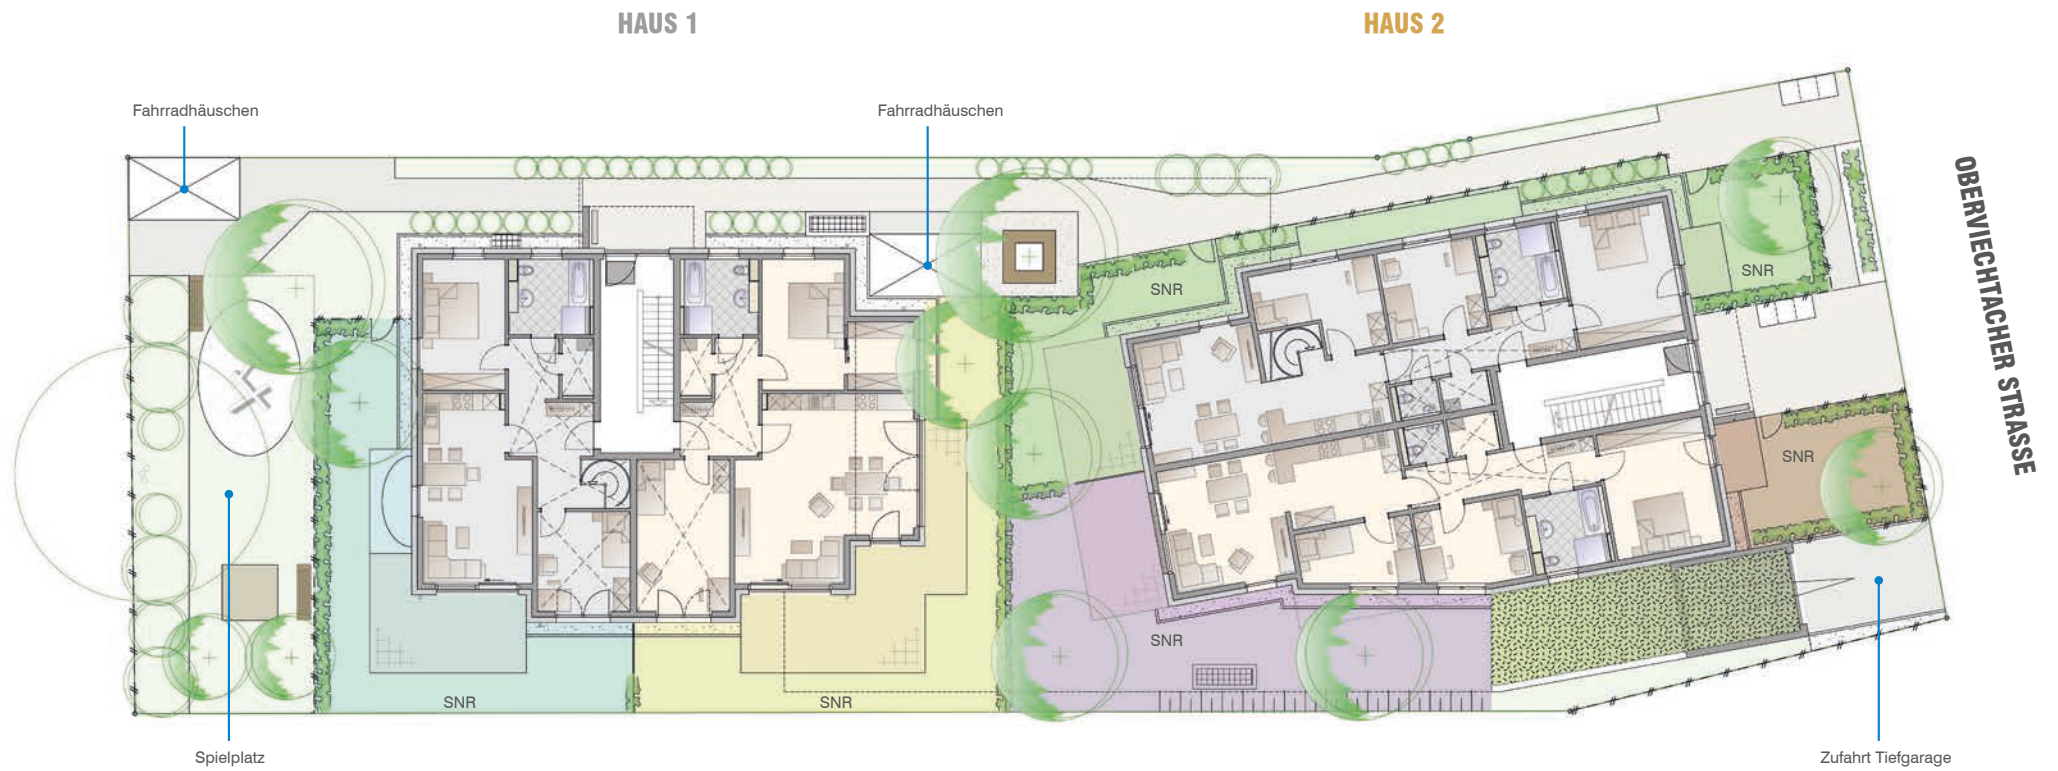 HAUS 1
HAUS 2
Fahrradhäuschen
Fahrradhäuschen
OBERVIECHTACHER STRASSE
SNR
SNR
SNR
SNR
SNR
SNR
Spielplatz
Zufahrt Tiefgarage